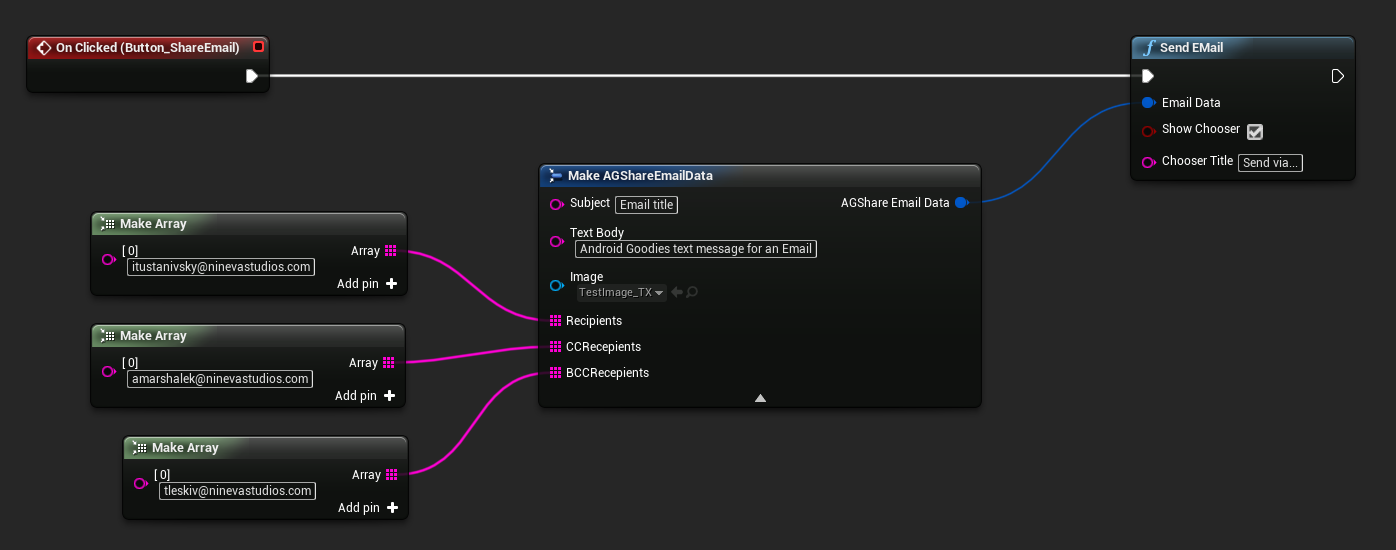 On Clicked (Button_ShareEmail)
Send EMail
Email Data
Show Chooser
Chooser Title Send via...
Make AGShareEmailData
Subject Email title
AGShare Email Data
Text Body
Android Goodies text message for an Email
Image
TestImage_TX
Recipients
CCRecepients
BCCRecepients
Make Array
[ 0]
Array
itustanivsky@ninevastudios.com
Add pin
Make Array
[ 0]
Array
amarshalek@ninevastudios.com
Add pin
Make Array
[ 0]
Array
tleskiv@ninevastudios.com
Add pin